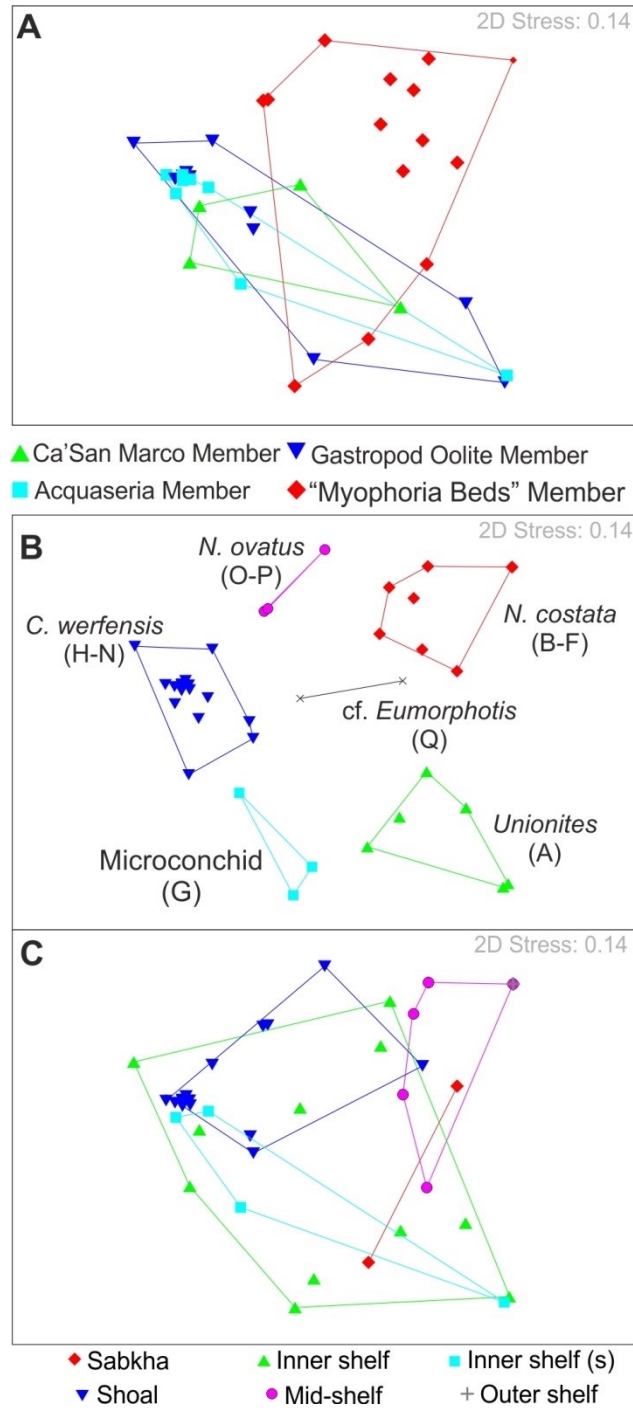 A
2D Stress: 0.14
Ca'San Marco Member
Gastropod Oolite Member
Acquaseria Member
“Myophoria Beds” Member
B
2D Stress: 0.14
N. ovatus
(O-P)
C. werfensis
(H-N)
N. costata
(B-F)
cf. Eumorphotis
(Q)
Unionites
(A)
Microconchid
(G)
C
2D Stress: 0.14
Sabkha
Inner shelf
Inner shelf (s)
Shoal
Mid-shelf
Outer shelf